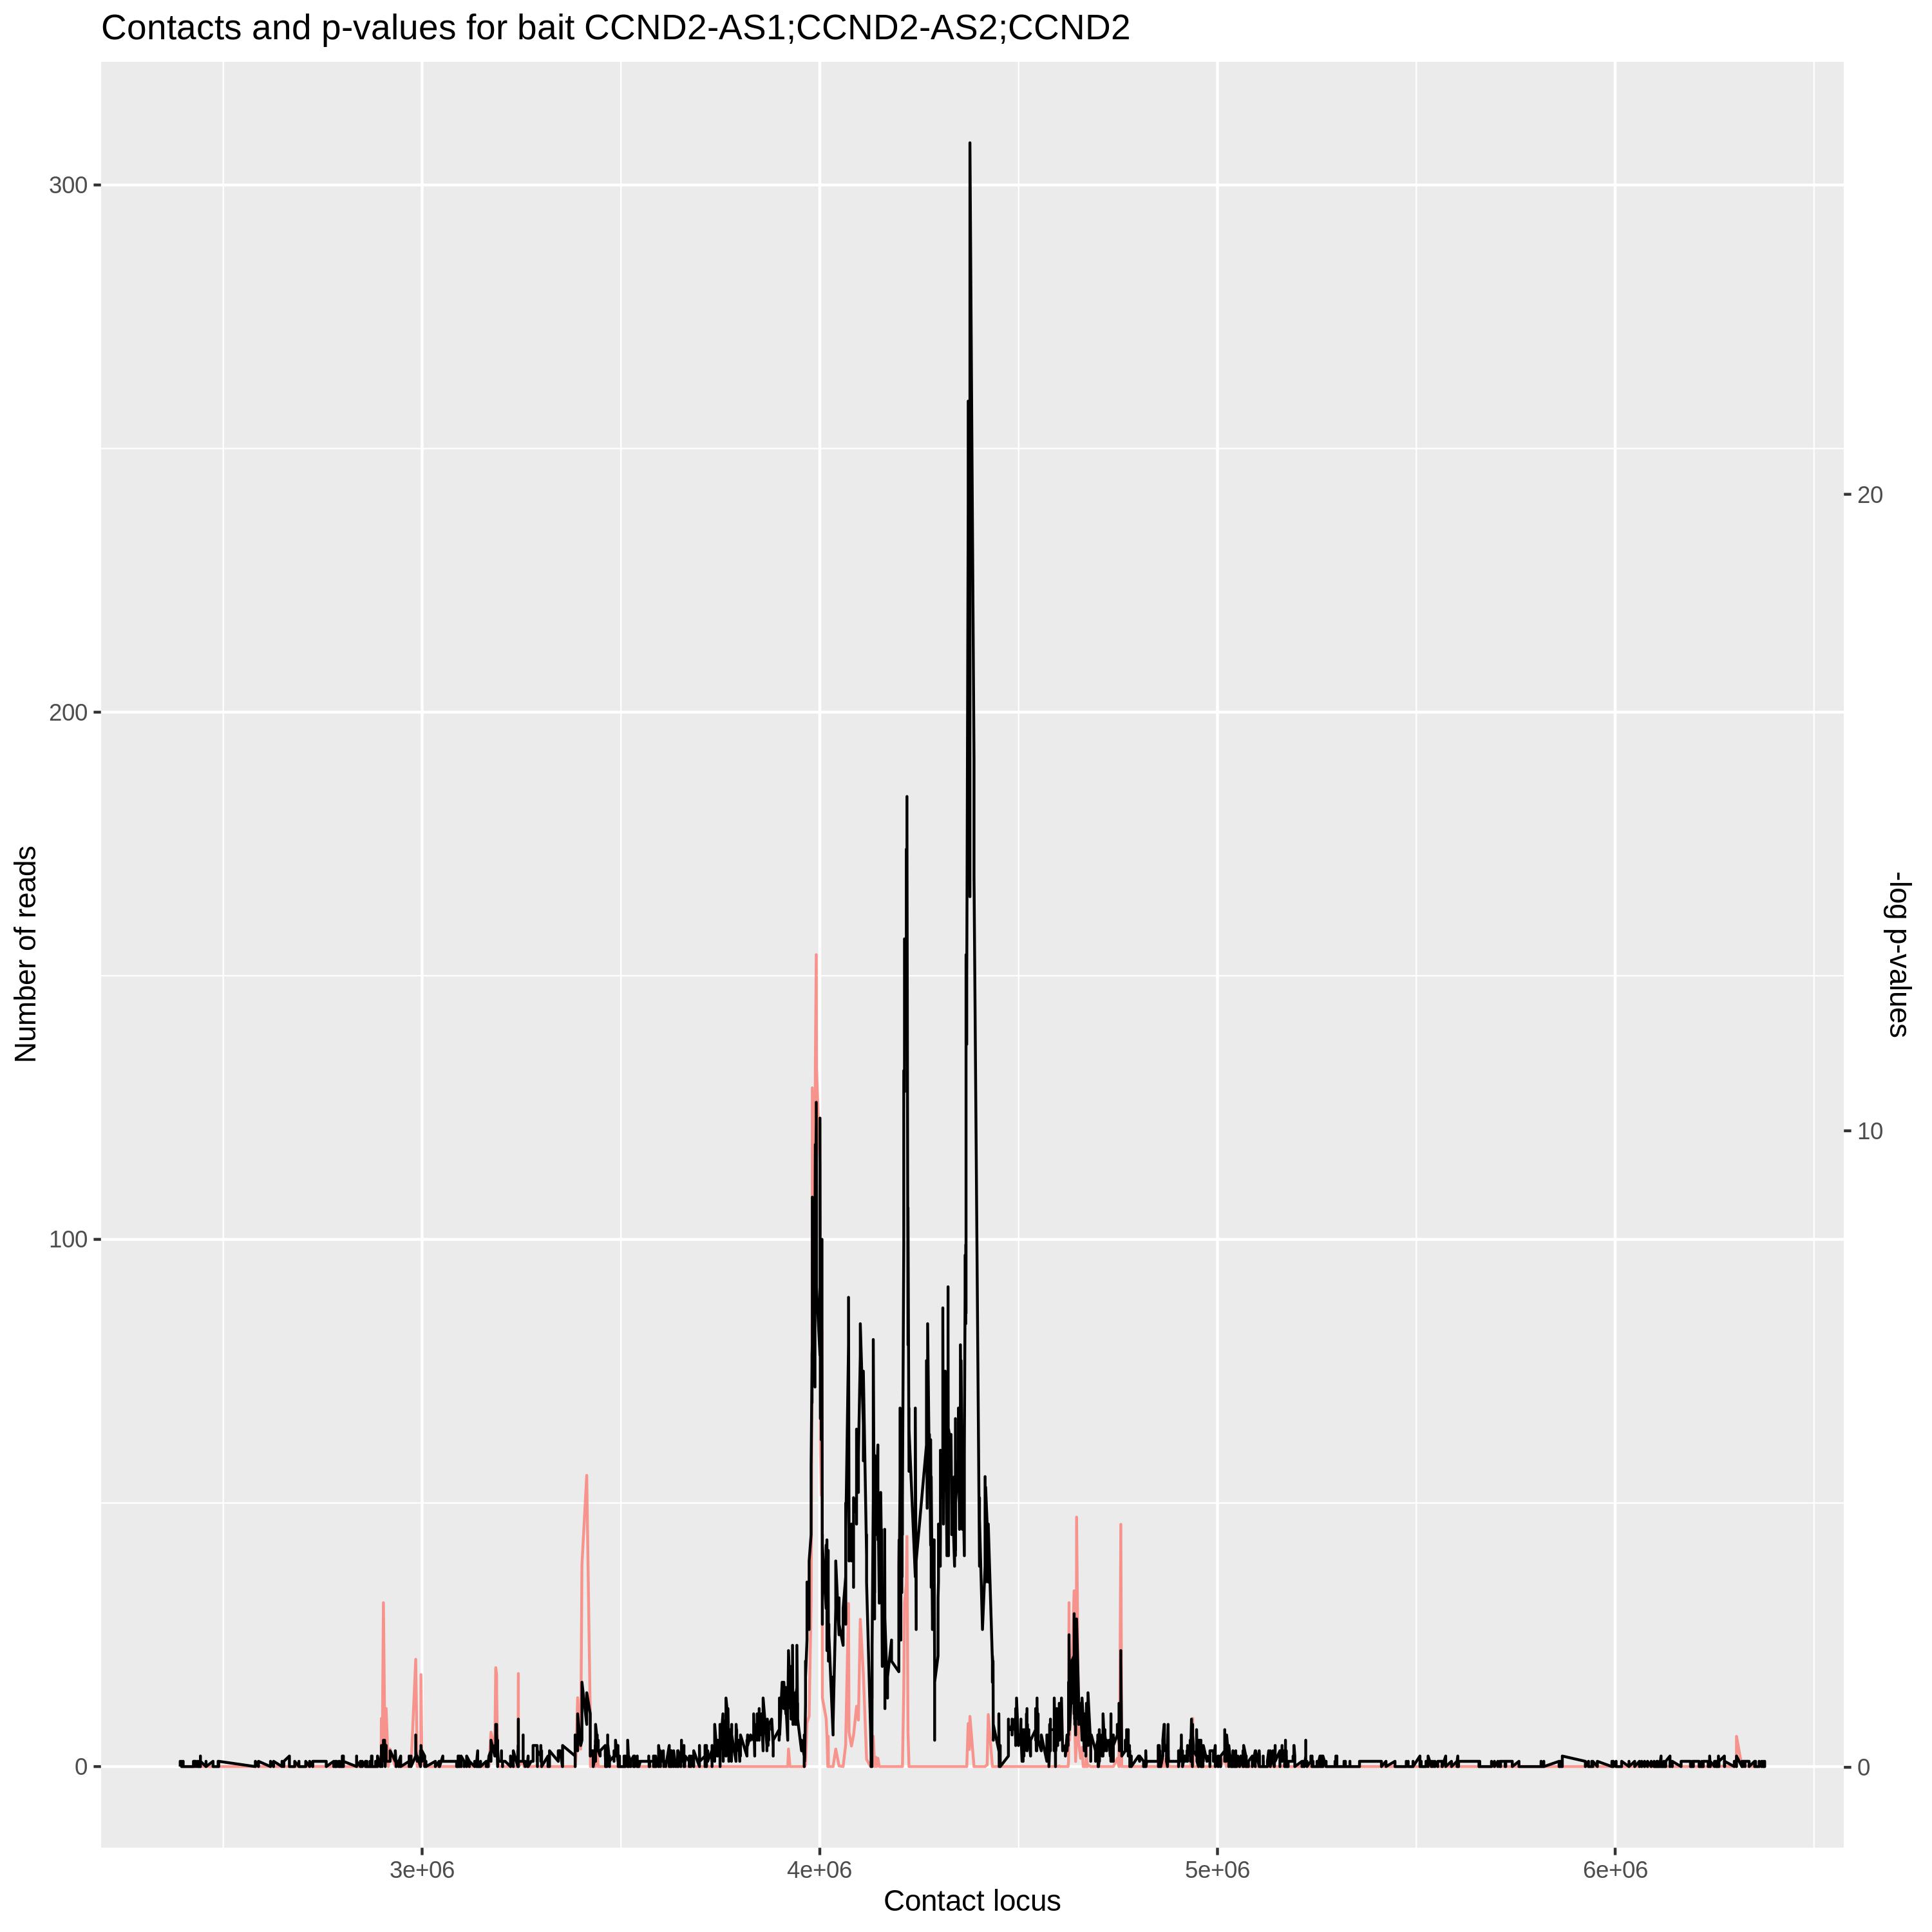 Contacts and p-values for bait CCND2-AS1;CCND2-AS2;CCND2
300
200
100
0
Number of reads
20
10
0
-log p-values
3e+06
4e+06
5e+06
6e+06
Contact locus